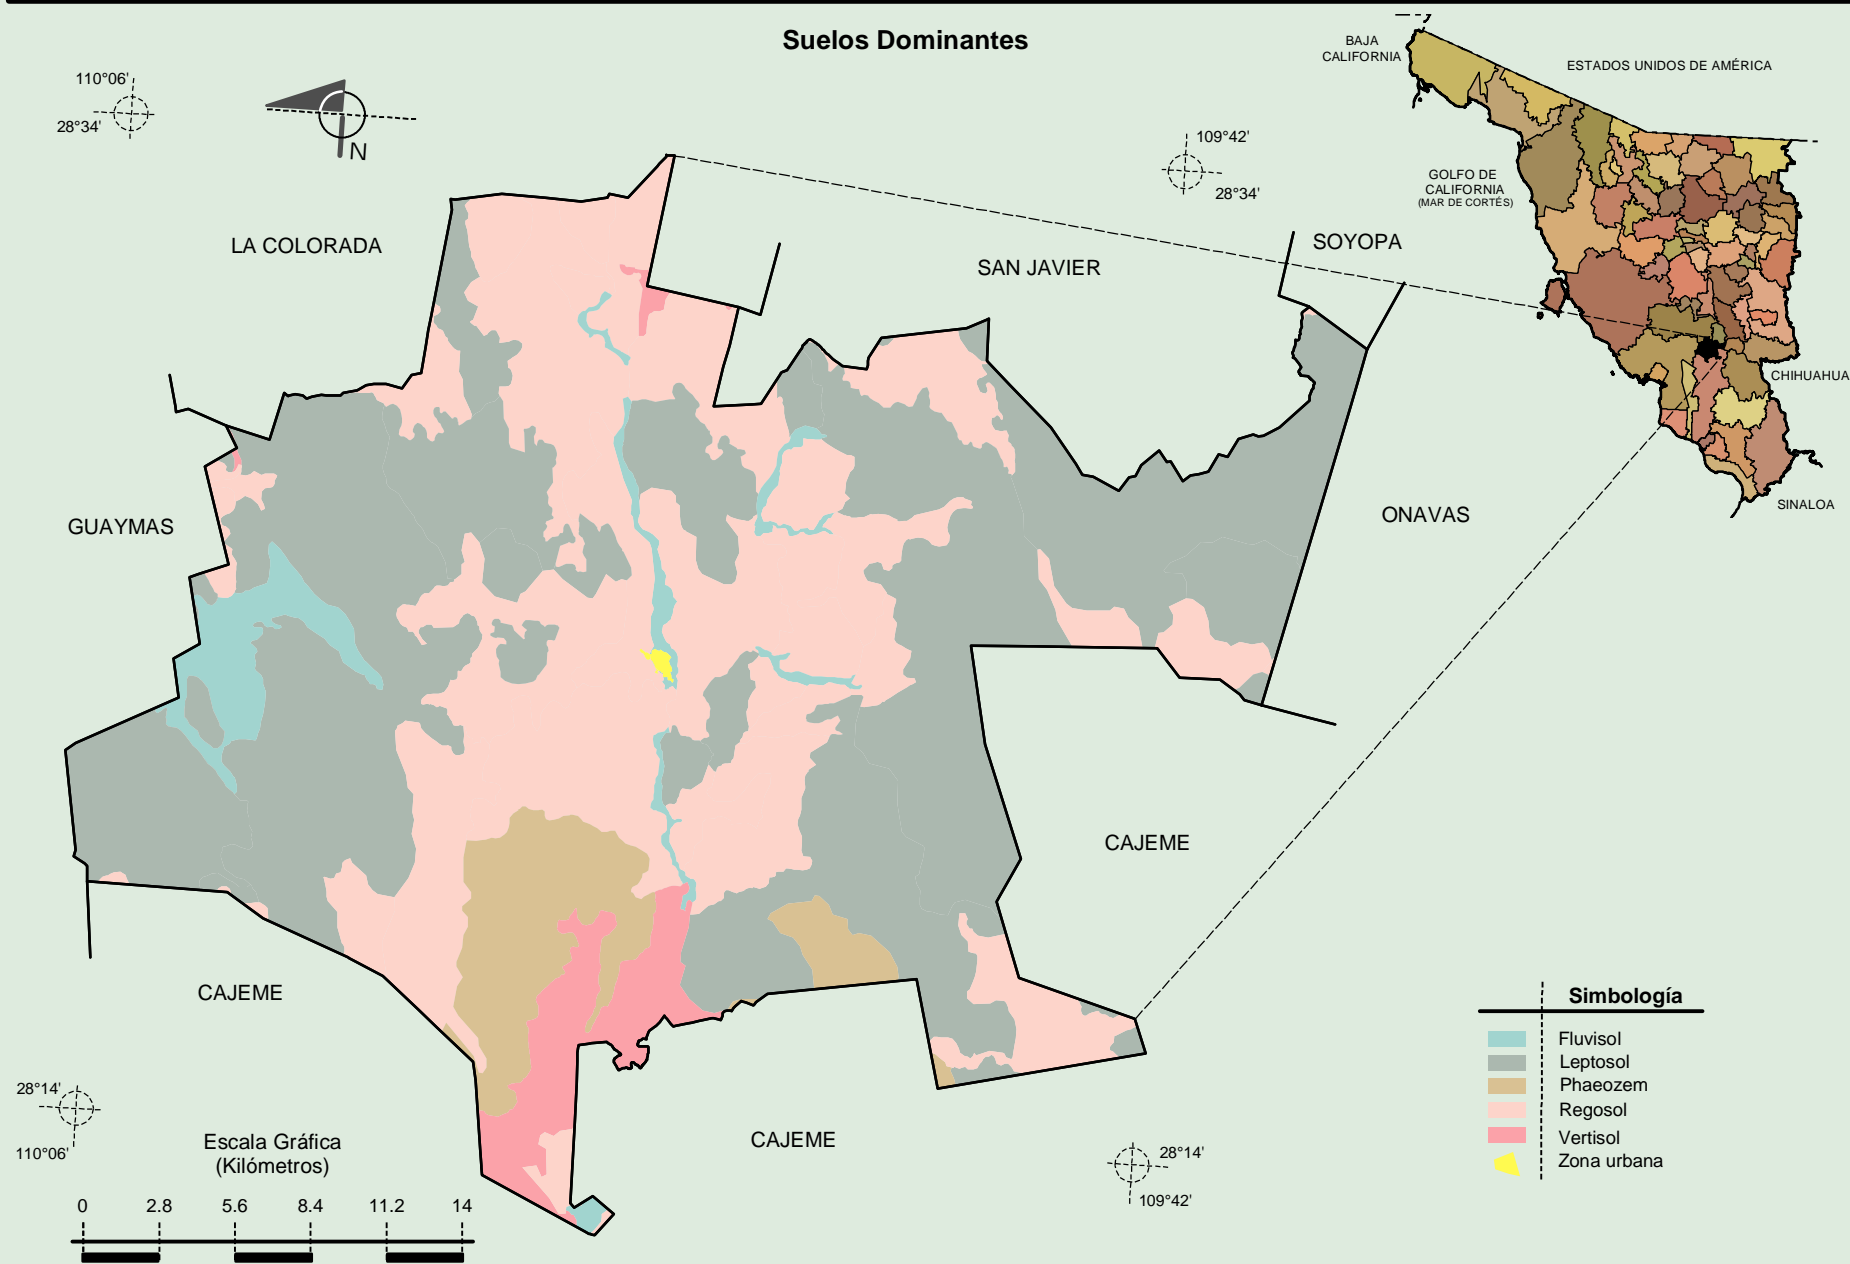 Suelos Dominantes
110°06'
28°34'
N
109°42'
28°34'
BAJA
CALIFORNIA
ESTADOS UNIDOS DE AMÉRICA
GOLFO DE
CALIFORNIA
(MAR DE CORTÉS)
CHIHUAHUA
SINALOA
LA COLORADA
SAN JAVIER
SOYOPA
GUAYMAS
ONAVAS
CAJEME
CAJEME
CAJEME
28°14'
110°06'
28°14'
109°42'
Escala Gráfica
(Kilómetros)
0 2.8 5.6 8.4 11.2 14
Simbología
Fluvisol
Leptosol
Phaeozem
Regosol
Vertisol
Zona urbana